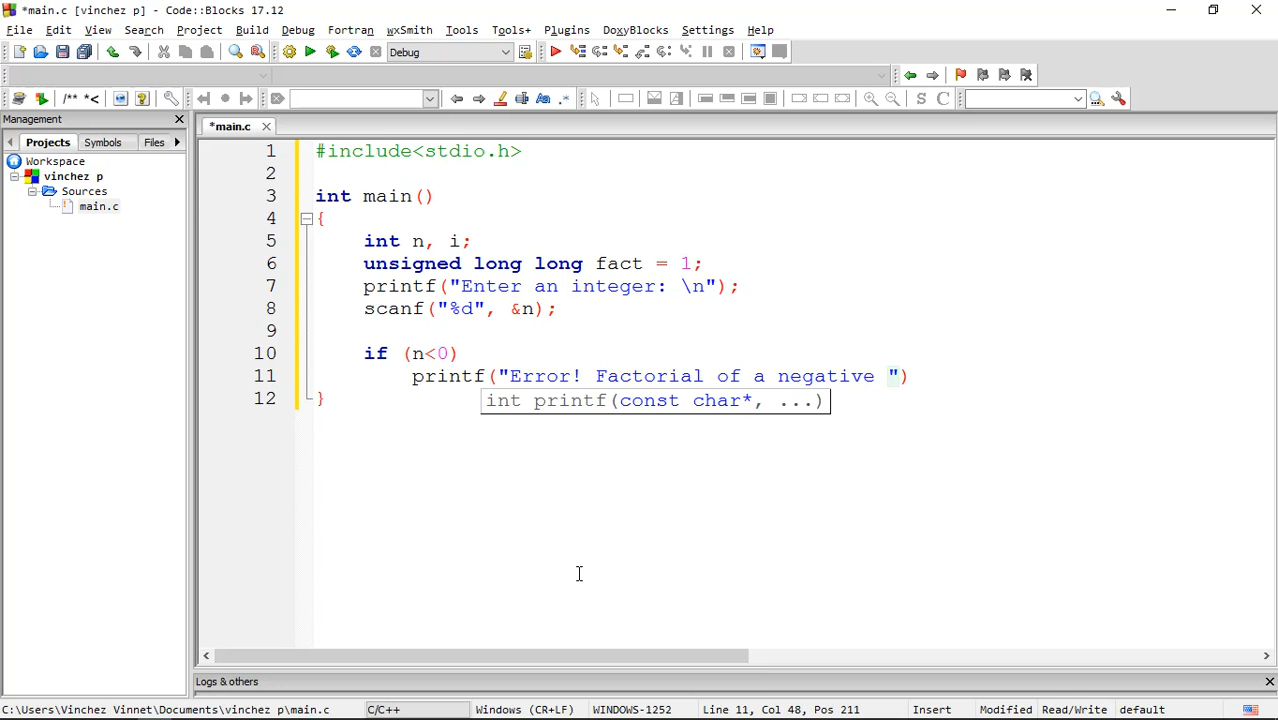 *main.c [vinchez p] - Code::Blocks 17.12
File Edit View Search Project Build Debug Fortran wxSmith Tools Tools+ Plugins DoxyBlocks Settings Help
Debug
/** *<
Aa .*
S C
Management
*main.c
Projects Symbols Files
Workspace
vinchez p
Sources
main.c
1 #include<stdio.h>
2
3 int main()
4 {
5 int n, i;
6 unsigned long long fact = 1;
7 printf("Enter an integer: \n");
8 scanf("%d", &n);
9
10 if (n<0)
11 printf("Error! Factorial of a negative ")
12 }
int printf(const char*, ...)
Logs & others
C:\Users\Vinchez Vinnet\Documents\vinchez p\main.c C/C++ Windows (CR+LF) WINDOWS-1252 Line 11, Col 48, Pos 211 Insert Modified Read/Write default